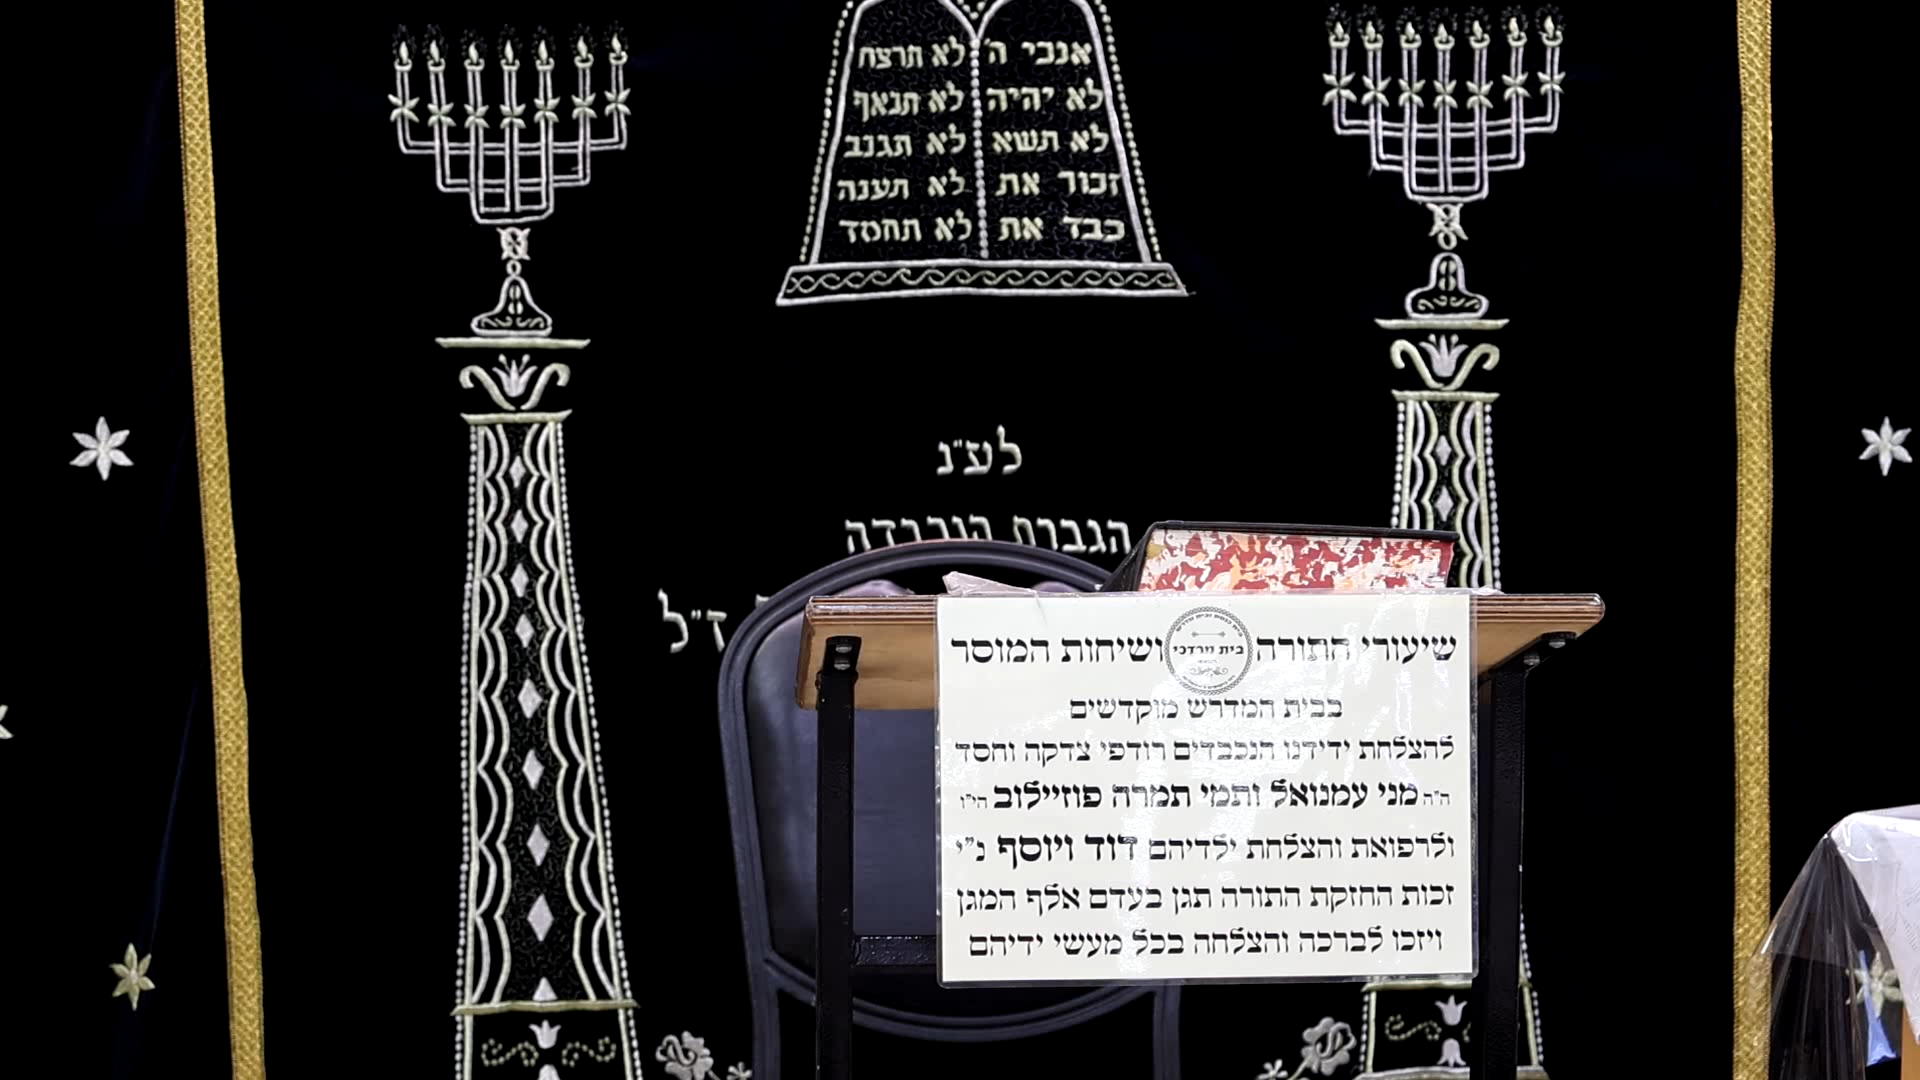 אנכי ה' לא תרצח
לא יהיה לא תנאף
לא תשא לא תגנב
זכור את לא תענה
כבד את לא תחמד
לע"נ
הגברת הנכבדה
ז"ל
שיעורי התורה ושיחות המוסר
בית מרדכי
בבית המדרש מוקדשים
להצלחת ידידנו הנכבדים רודפי צדקה וחסד
ה"ה מני עמנואל ותמי תמרה פוזיילוב הי"ו
ולרפואת והצלחת ילדיהם דוד ויוסף נ"י
זכות החזקת התורה תגן בעדם אלף המגן
ויזכו לברכה והצלחה בכל מעשי ידיהם